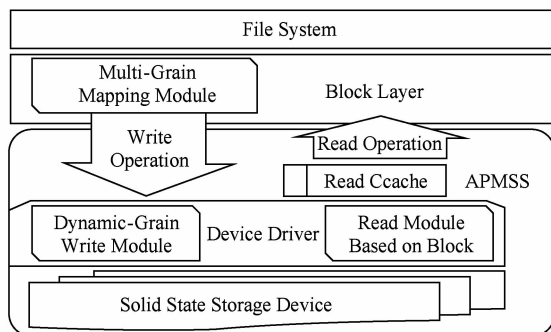 File System
Multi-Grain
Mapping Module
Block Layer
Write
Operation
Read Operation
Read Ccache
APMSS
Dynamic-Grain
Write Module
Device Driver
Read Module
Based on Block
Solid State Storage Device